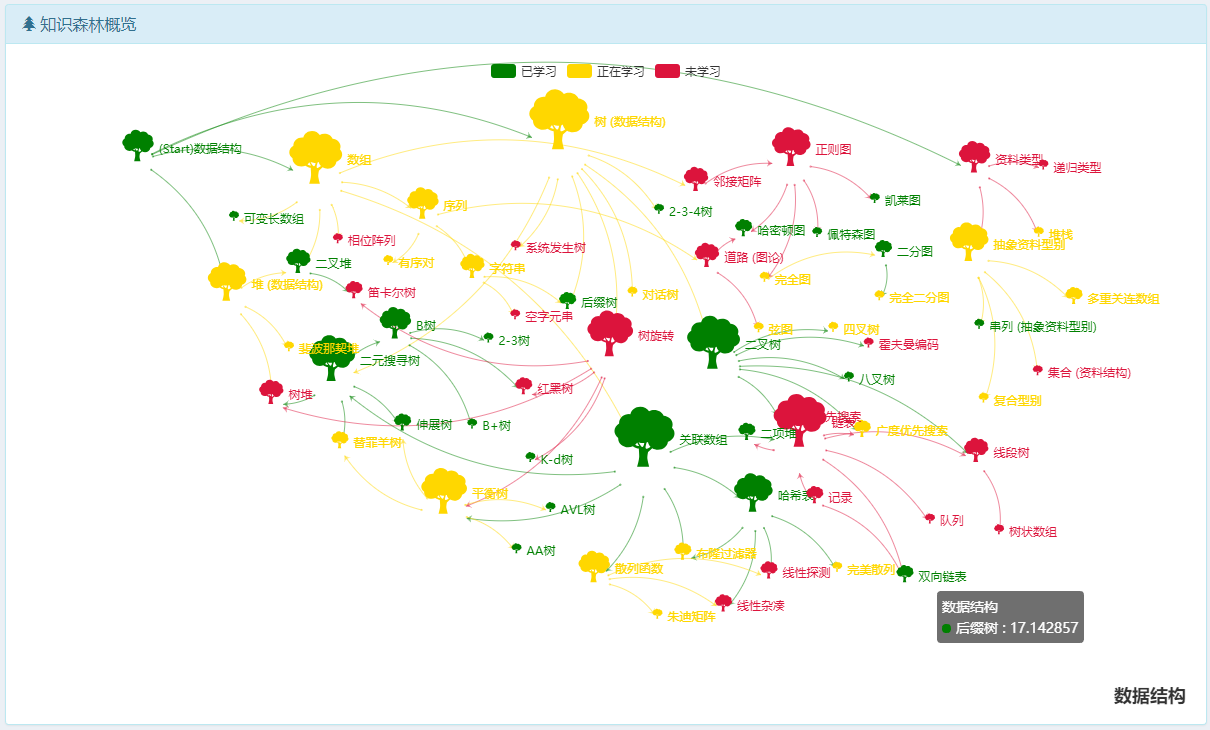 知识森林概览
已学习
正在学习
未学习
树 (数据结构)
(Start)数据结构
数组
正则图
资料类型
递归类型
邻接矩阵
序列
2-3-4树
凯莱图
可变长数组
哈密顿图
佩特森图
堆栈
相位阵列
系统发生树
抽象资料型别
二分图
道路 (图论)
二叉堆
有序对
字符串
完全图
堆 (数据结构)
笛卡尔树
后缀树
对话树
完全二分图
多重关连数组
空字元串
B树
串列 (抽象资料型别)
弦图
四叉树
树旋转
2-3树
二叉树
霍夫曼编码
斐波那契堆
二元搜寻树
八叉树
集合 (资料结构)
红黑树
树堆
复合型别
先搜索
链表
伸展树
B+树
广度优先搜索
二项堆
关联数组
替罪羊树
线段树
K-d树
平衡树
哈希表
记录
AVL树
队列
树状数组
AA树
布隆过滤器
散列函数
线性探测
完美散列
双向链表
线性杂凑
朱迪矩阵
数据结构
后缀树 : 17.142857
数据结构